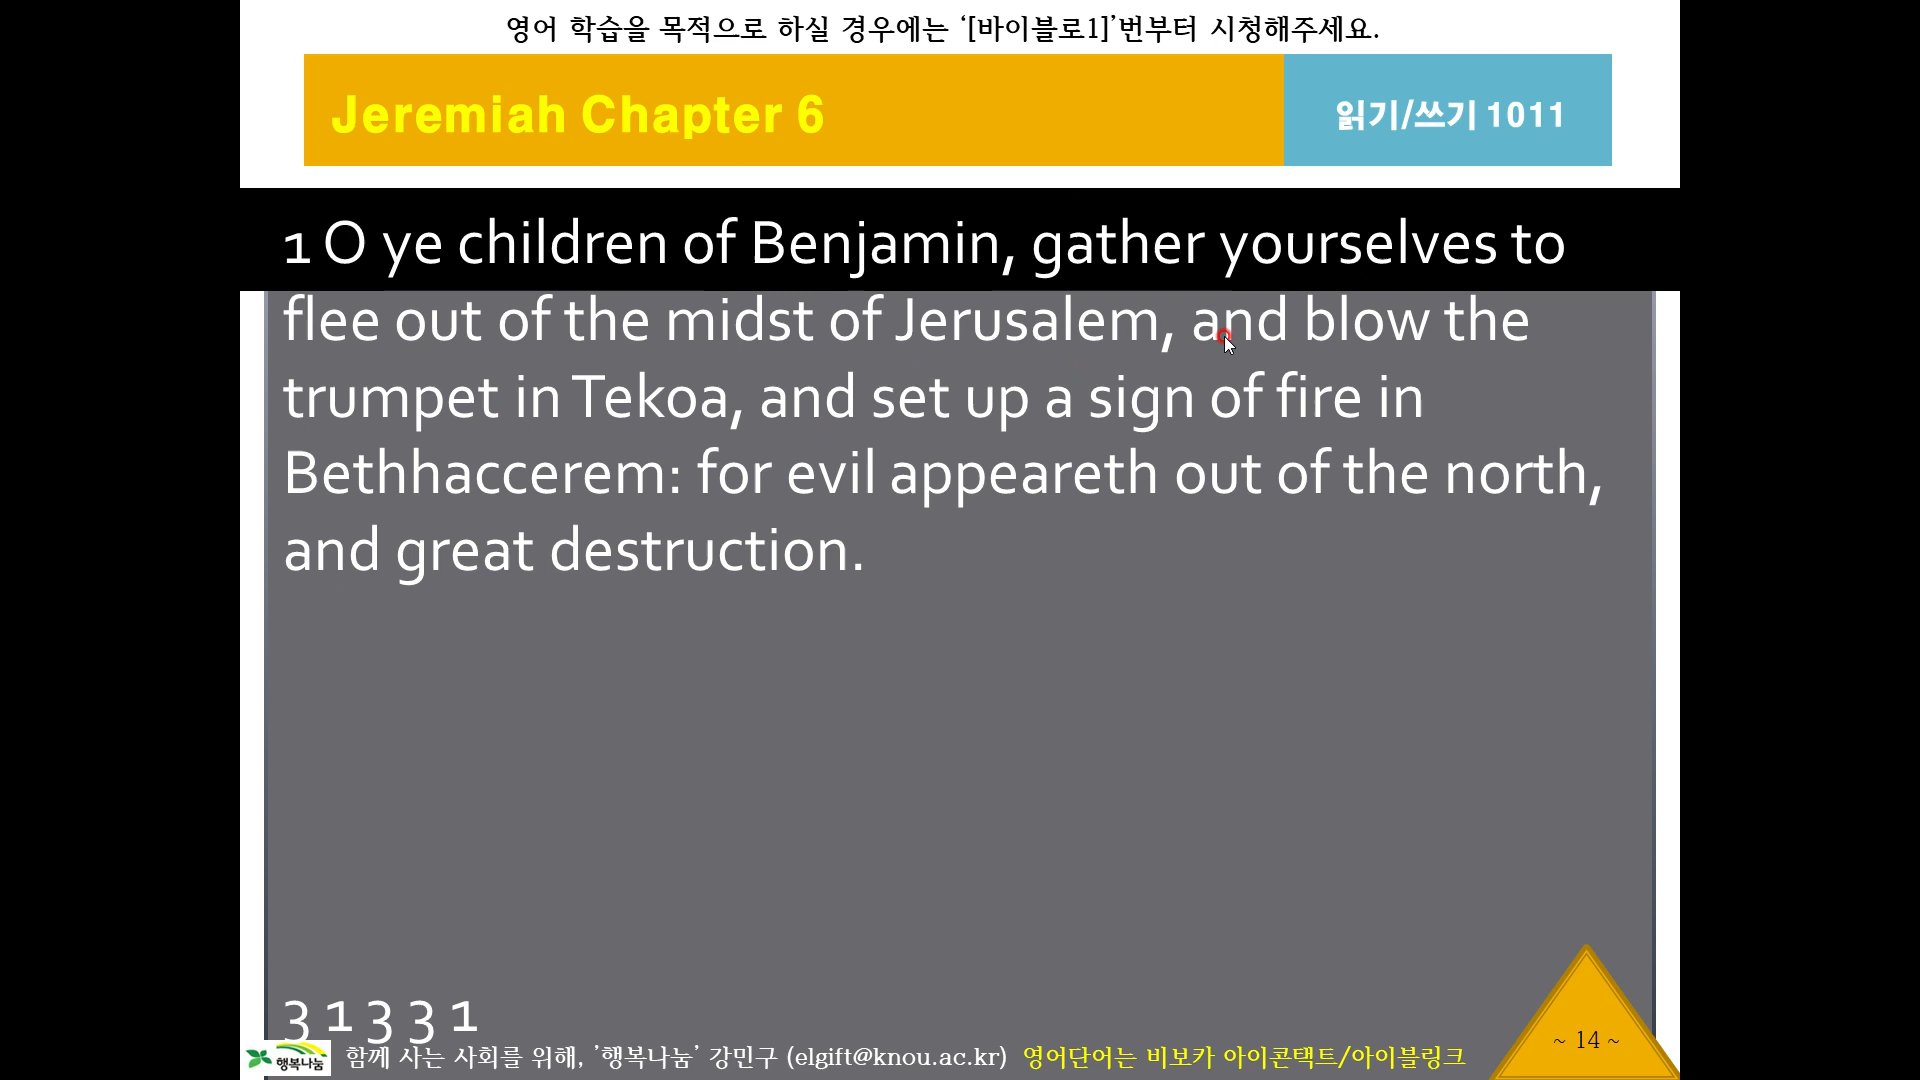 영어 학습을 목적으로 하실 경우에는 ‘[바이블로1]’번부터 시청해주세요.
Jeremiah Chapter 6
읽기/쓰기 1011
1 O ye children of Benjamin, gather yourselves to
flee out of the midst of Jerusalem, and blow the
trumpet in Tekoa, and set up a sign of fire in
Bethhaccerem: for evil appeareth out of the north,
and great destruction.
3 1 3 3 1
행복나눔
함께 사는 사회를 위해, ’행복나눔’ 강민구 (elgift@knou.ac.kr) 영어단어는 비보카 아이콘택트/아이블링크
~ 14 ~